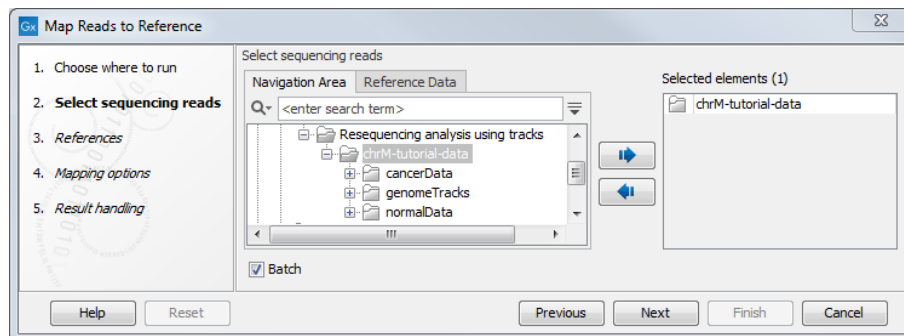 Gx Map Reads to Reference
1. Choose where to run
2. Select sequencing reads
3. References
4. Mapping options
5. Result handling
Select sequencing reads
Navigation Area Reference Data
<enter search term>
Resequencing analysis using tracks
chrM-tutorial-data
cancerData
genomeTracks
normalData
Batch
Selected elements (1)
chrM-tutorial-data
Help Reset Previous Next Finish Cancel